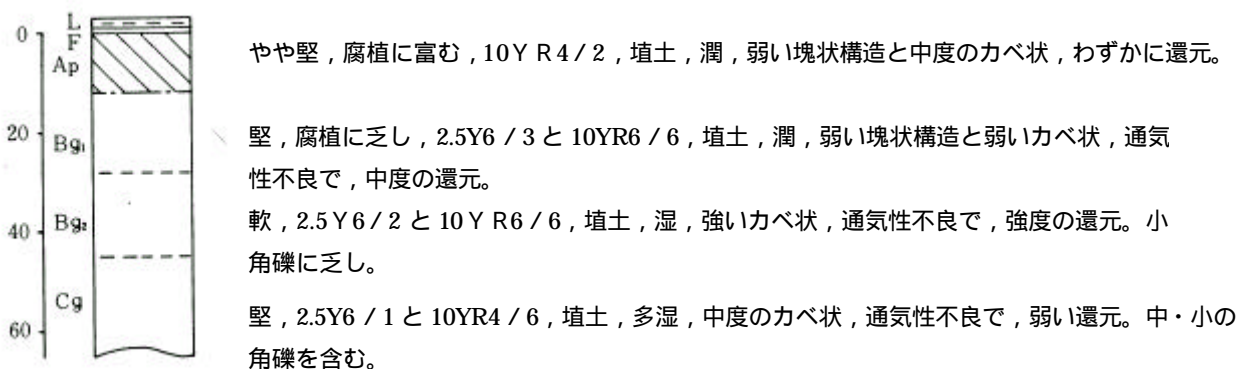 0
L
F
Ap
やや堅，腐植に富む，10Y R4 / 2，埴土，潤，弱い塊状構造と中度のカベ状，わずかに還元。
20
Bg₁
堅，腐植に乏し，2.5Y6 / 3 と 10YR6 / 6，埴土，潤，弱い塊状構造と弱いカベ状，通気
性不良で，中度の還元。
40
Bg₂
軟，2.5 Y 6 / 2 と 10 Y R 6 / 6，埴土，湿，強いカベ状，通気性不良で，強度の還元。小
角礫に乏し。
Cg
60
堅，2.5Y6 / 1 と 10YR4 / 6，埴土，多湿，中度のカベ状，通気性不良で，弱い還元。中・小の
角礫を含む。